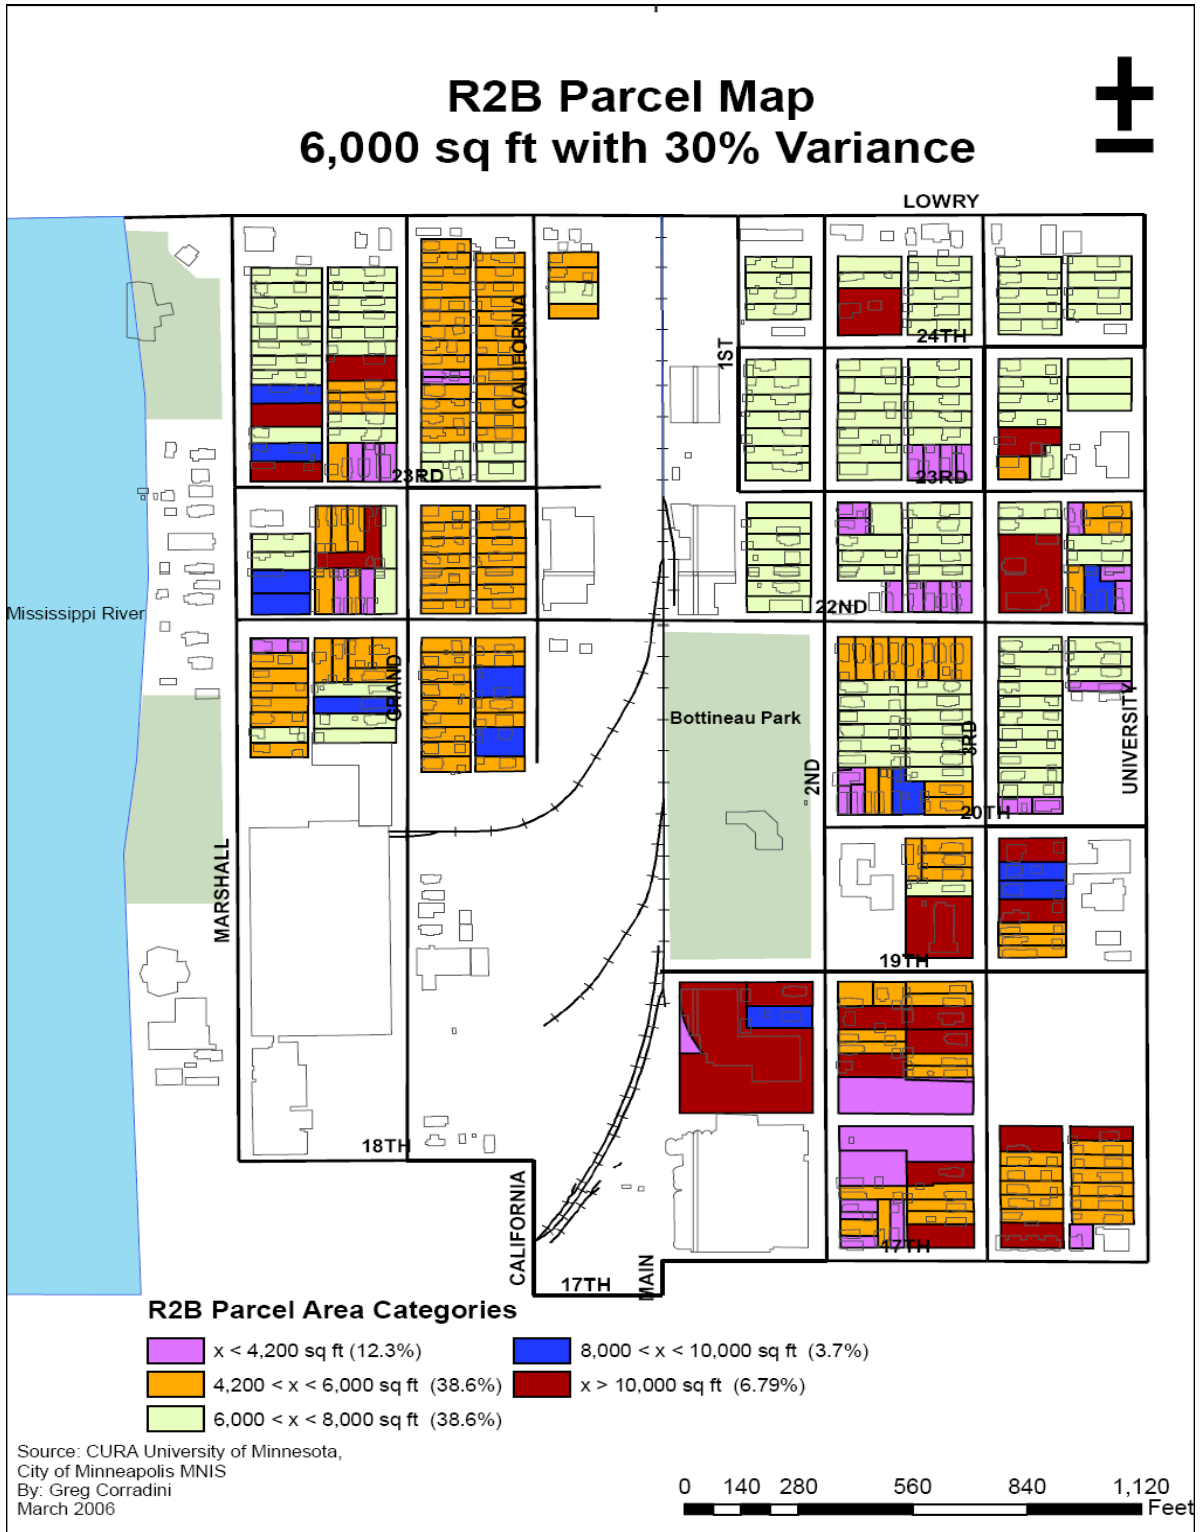 R2B Parcel Map
6,000 sq ft with 30% Variance
LOWRY
CALIFORNIA
1ST
24TH
23RD
23RD
Mississippi River
22ND
GRAND
Bottineau Park
2ND
3RD
UNIVERSITY
20TH
MARSHALL
19TH
18TH
CALIFORNIA
17TH
MAIN
17TH
R2B Parcel Area Categories
x < 4,200 sq ft (12.3%)
8,000 < x < 10,000 sq ft (3.7%)
4,200 < x < 6,000 sq ft (38.6%)
x > 10,000 sq ft (6.79%)
6,000 < x < 8,000 sq ft (38.6%)
Source: CURA University of Minnesota,
City of Minneapolis MNIS
By: Greg Corradini
March 2006
0 140 280 560 840 1,120
Feet